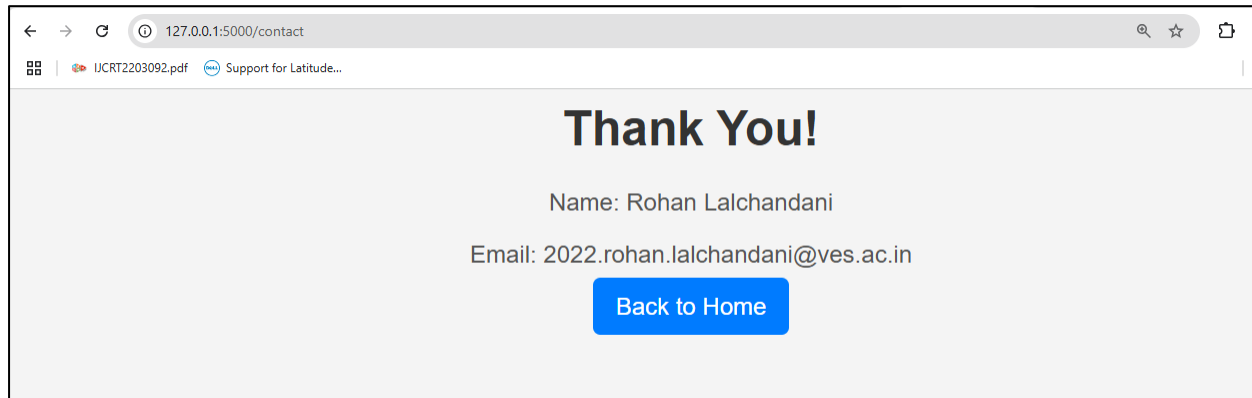 127.0.0.1:5000/contact
IJCRT2203092.pdf DELL Support for Latitude...
Thank You!
Name: Rohan Lalchandani
Email: 2022.rohan.lalchandani@ves.ac.in
Back to Home